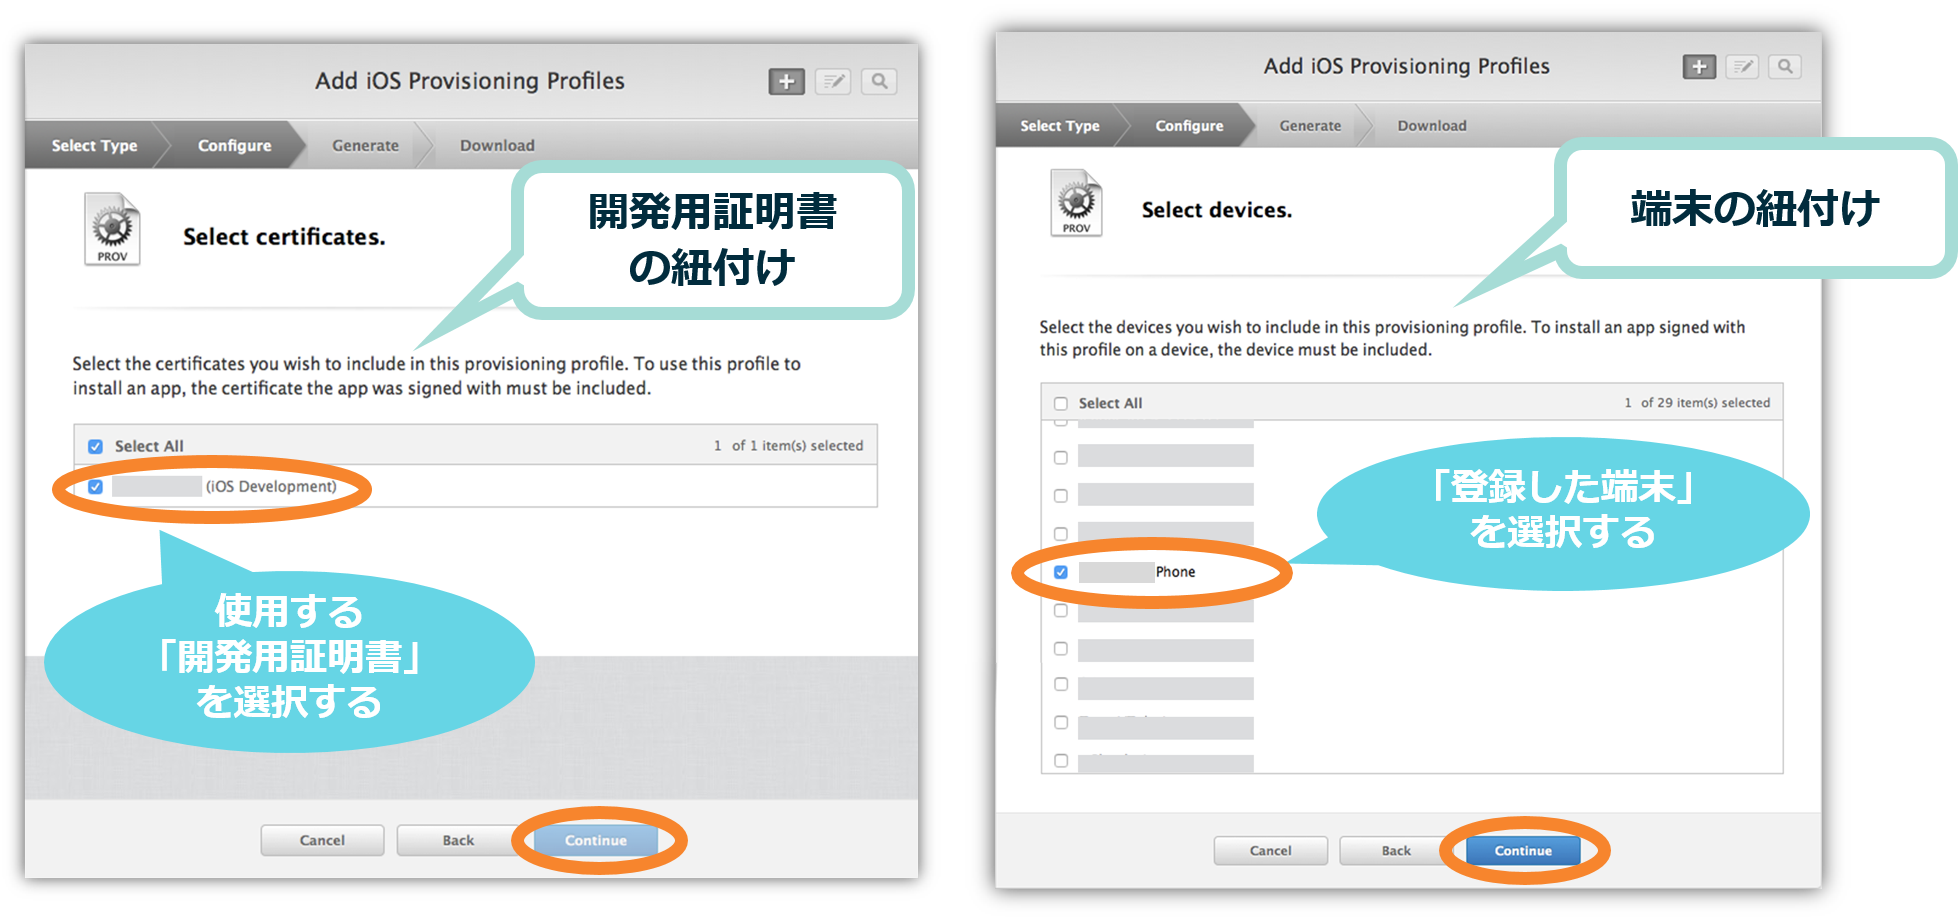 Add iOS Provisioning Profiles
Select Type
Configure
Generate
Download
PROV
Select certificates.
開発用証明書
の紐付け
Select the certificates you wish to include in this provisioning profile. To use this profile to
install an app, the certificate the app was signed with must be included.
Select All
1 of 1 item(s) selected
(iOS Development)
使用する
「開発用証明書」
を選択する
Cancel
Back
Continue
Add iOS Provisioning Profiles
Select Type
Configure
Generate
Download
PROV
Select devices.
端末の紐付け
Select the devices you wish to include in this provisioning profile. To install an app signed with
this profile on a device, the device must be included.
Select All
1 of 29 item(s) selected
「登録した端末」
を選択する
Phone
Cancel
Back
Continue